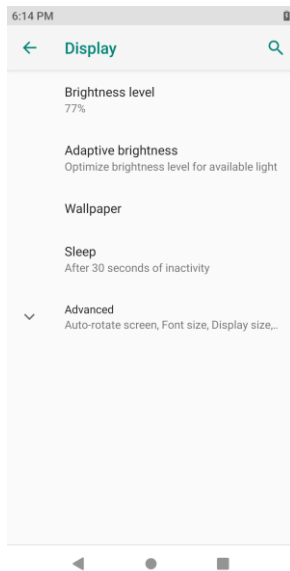 6:14 PM
Display
Brightness level
77%
Adaptive brightness
Optimize brightness level for available light
Wallpaper
Sleep
After 30 seconds of inactivity
Advanced
Auto-rotate screen, Font size, Display size,..